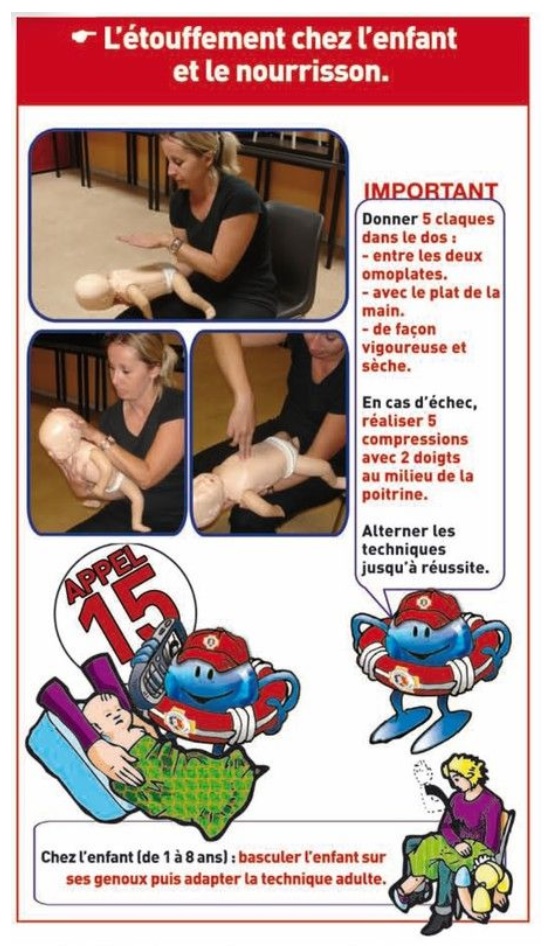 ☛ L'étouffement chez l'enfant
et le nourrisson.
IMPORTANT
Donner 5 claques
dans le dos :
- entre les deux
omoplates.
- avec le plat de la
main.
- de façon
vigoureuse et
sèche.
En cas d'échec,
réaliser 5
compressions
avec 2 doigts
au milieu de la
poitrine.
Alterner les
techniques
jusqu'à réussite.
APPEL
15
Chez l'enfant (de 1 à 8 ans) : basculer l'enfant sur
ses genoux puis adapter la technique adulte.